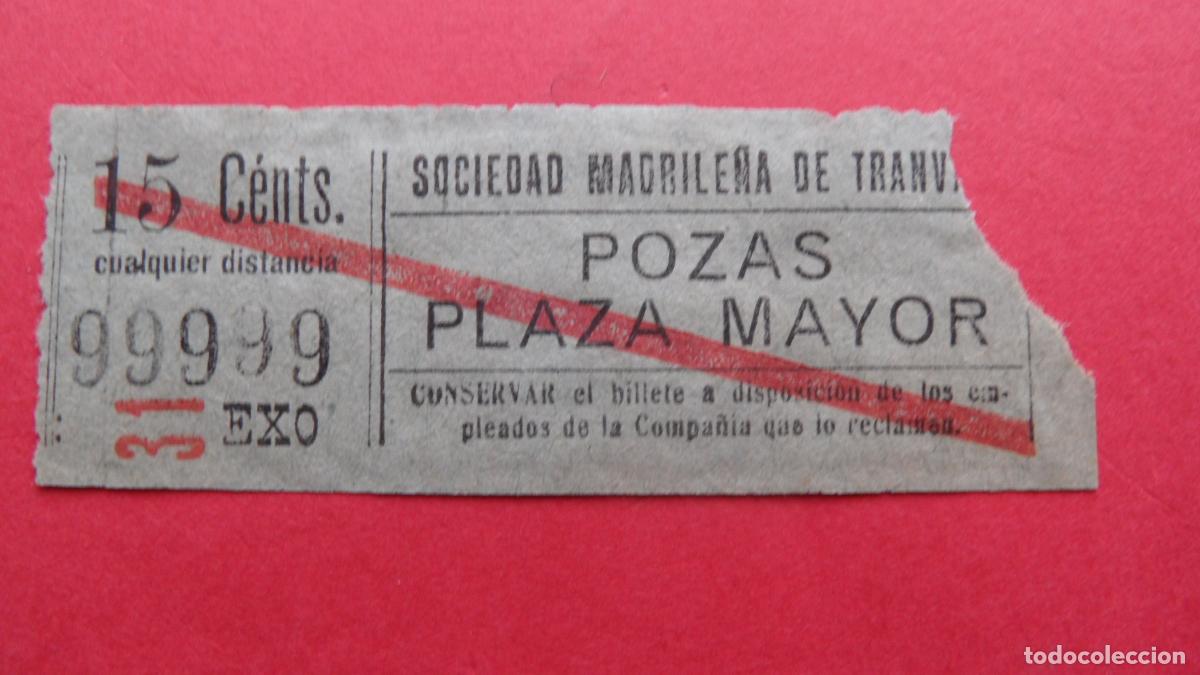 15 Cénts.
cualquier distancia
99999
31
EXO
SOCIEDAD MADRILEÑA DE TRANV
POZAS
PLAZA MAYOR
CONSERVAR el billete a disposición de los em-
pleados de la Compañia que lo reclamen.
todocoleccion